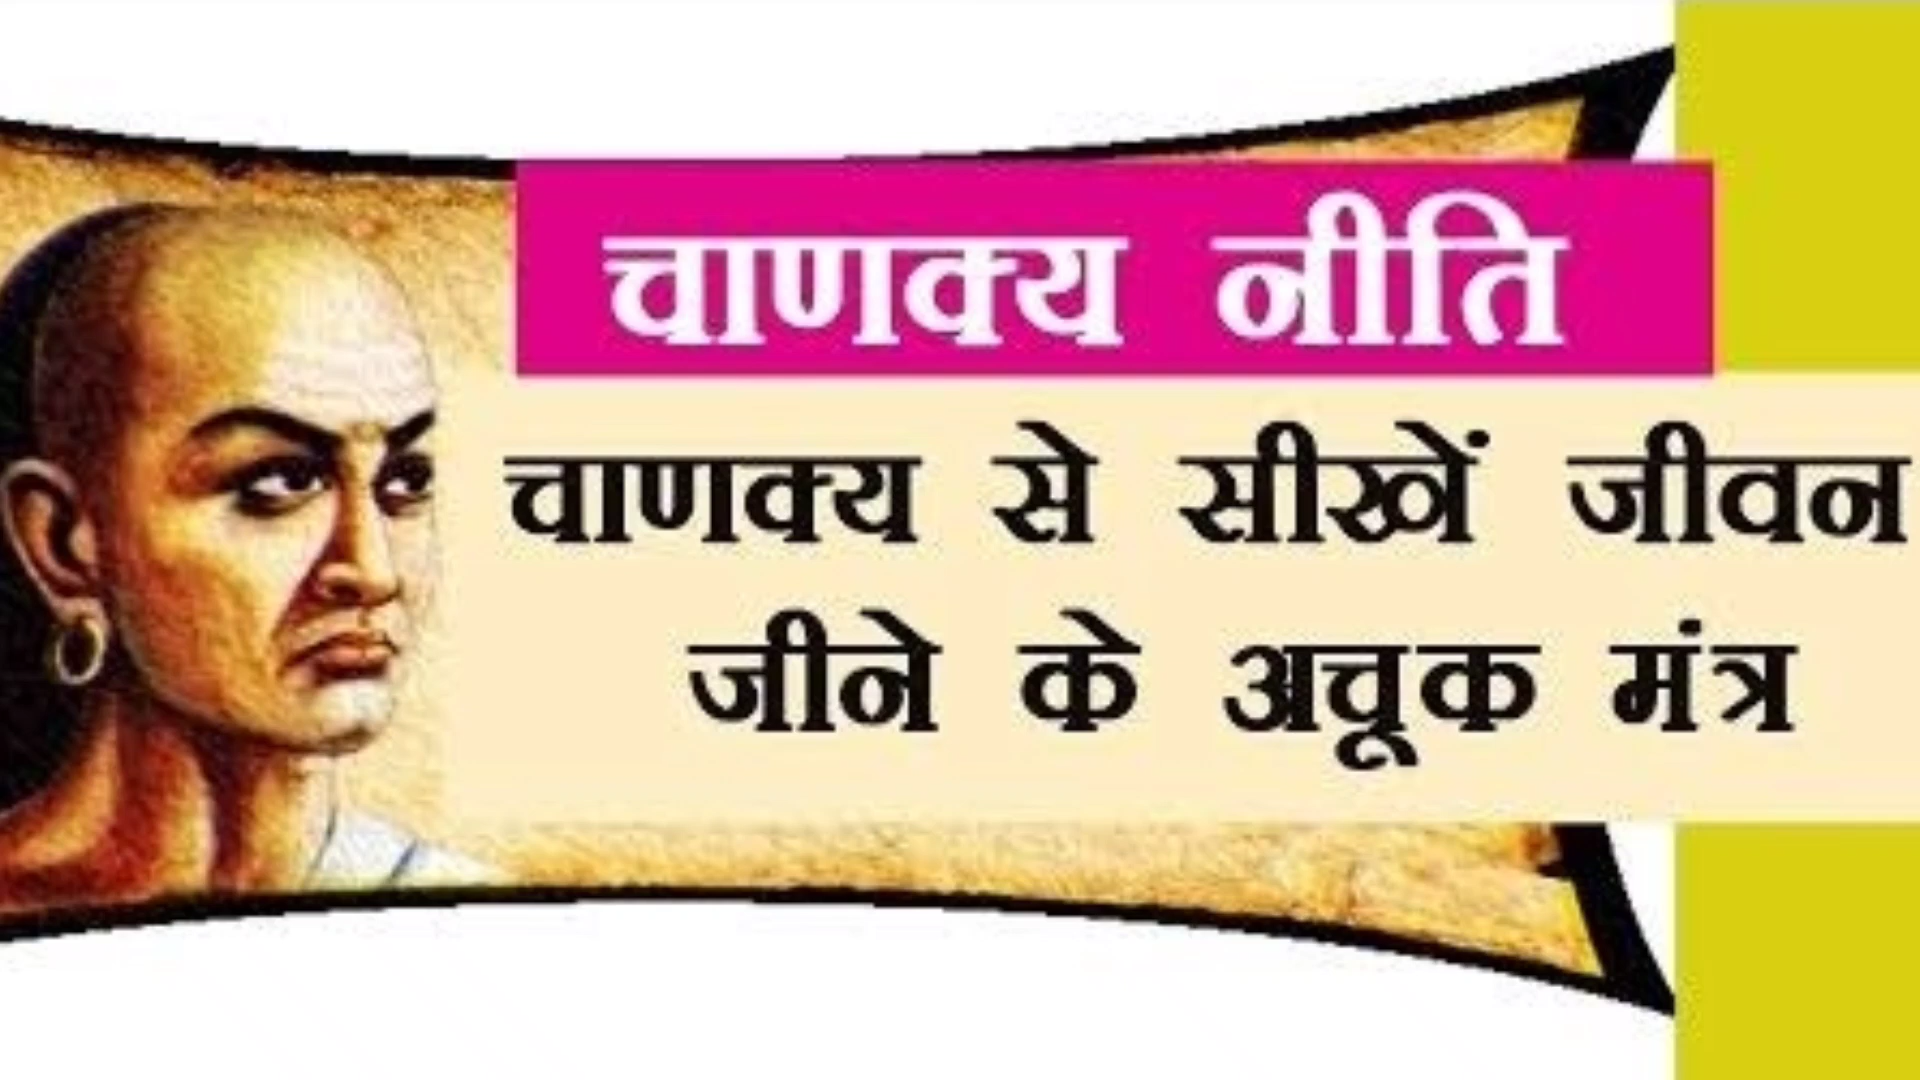 चाणक्य नीति
चाणक्य से सीखें जीवन
जीने के अचूक मंत्र